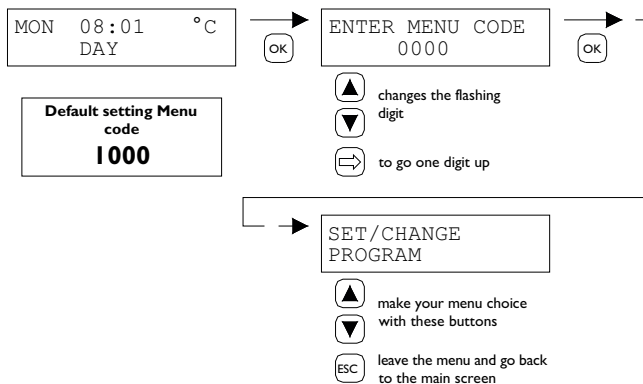 MON 08:01 °C
DAY
OK
ENTER MENU CODE
0000
OK
changes the flashing
digit
to go one digit up
Default setting Menu
code
1000
SET/CHANGE
PROGRAM
make your menu choice
with these buttons
ESC
leave the menu and go back
to the main screen